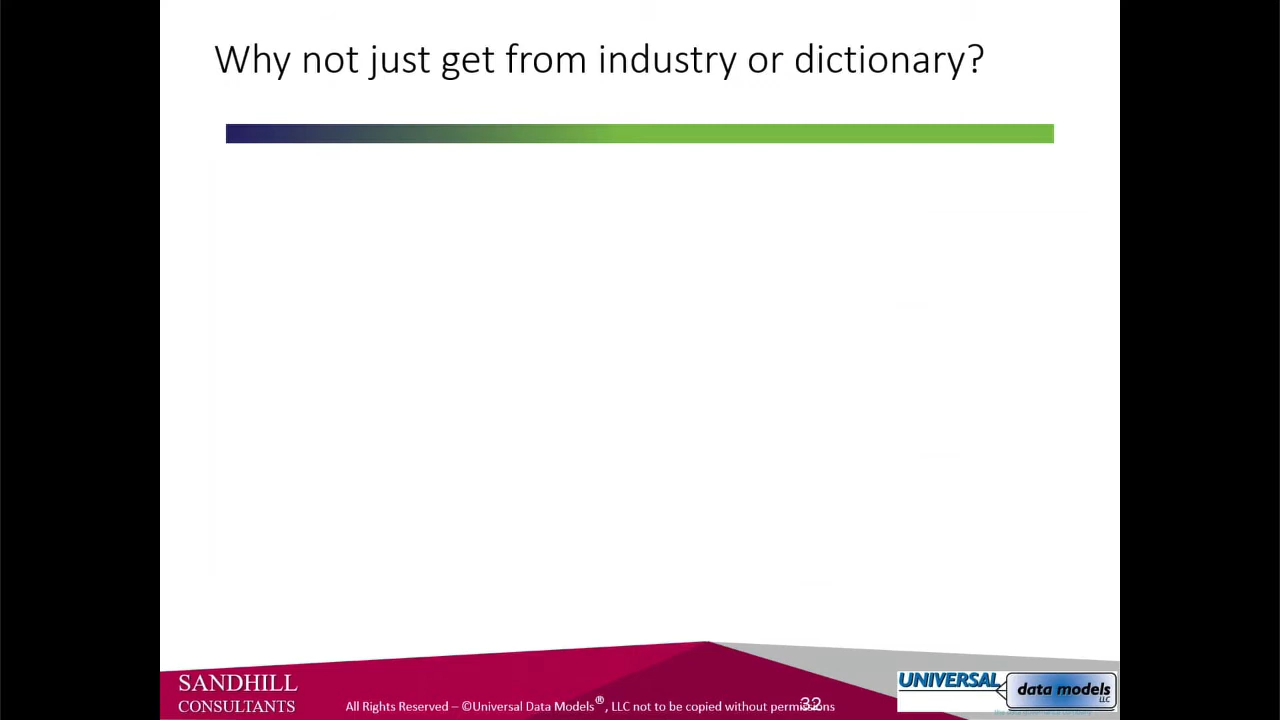 Why not just get from industry or dictionary?
SANDHILL
CONSULTANTS
All Rights Reserved – ©Universal Data Models®, LLC not to be copied without permissions
32
UNIVERSAL
data models
LLC